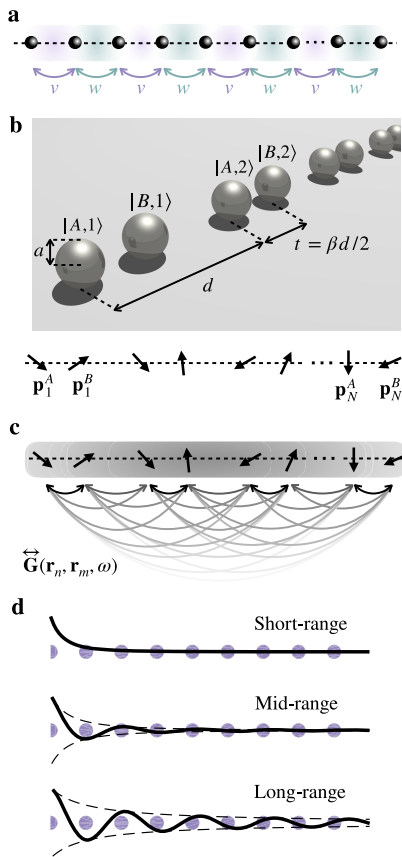 a
v w v w v w v w
b
|A,1⟩ |B,1⟩ |A,2⟩ |B,2⟩
a
d
t = βd/2
p₁ᴬ p₁ᴮ ··· p_Nᴬ p_Nᴮ
c
G⃡(rₙ, rₘ, ω)
d
Short-range
Mid-range
Long-range